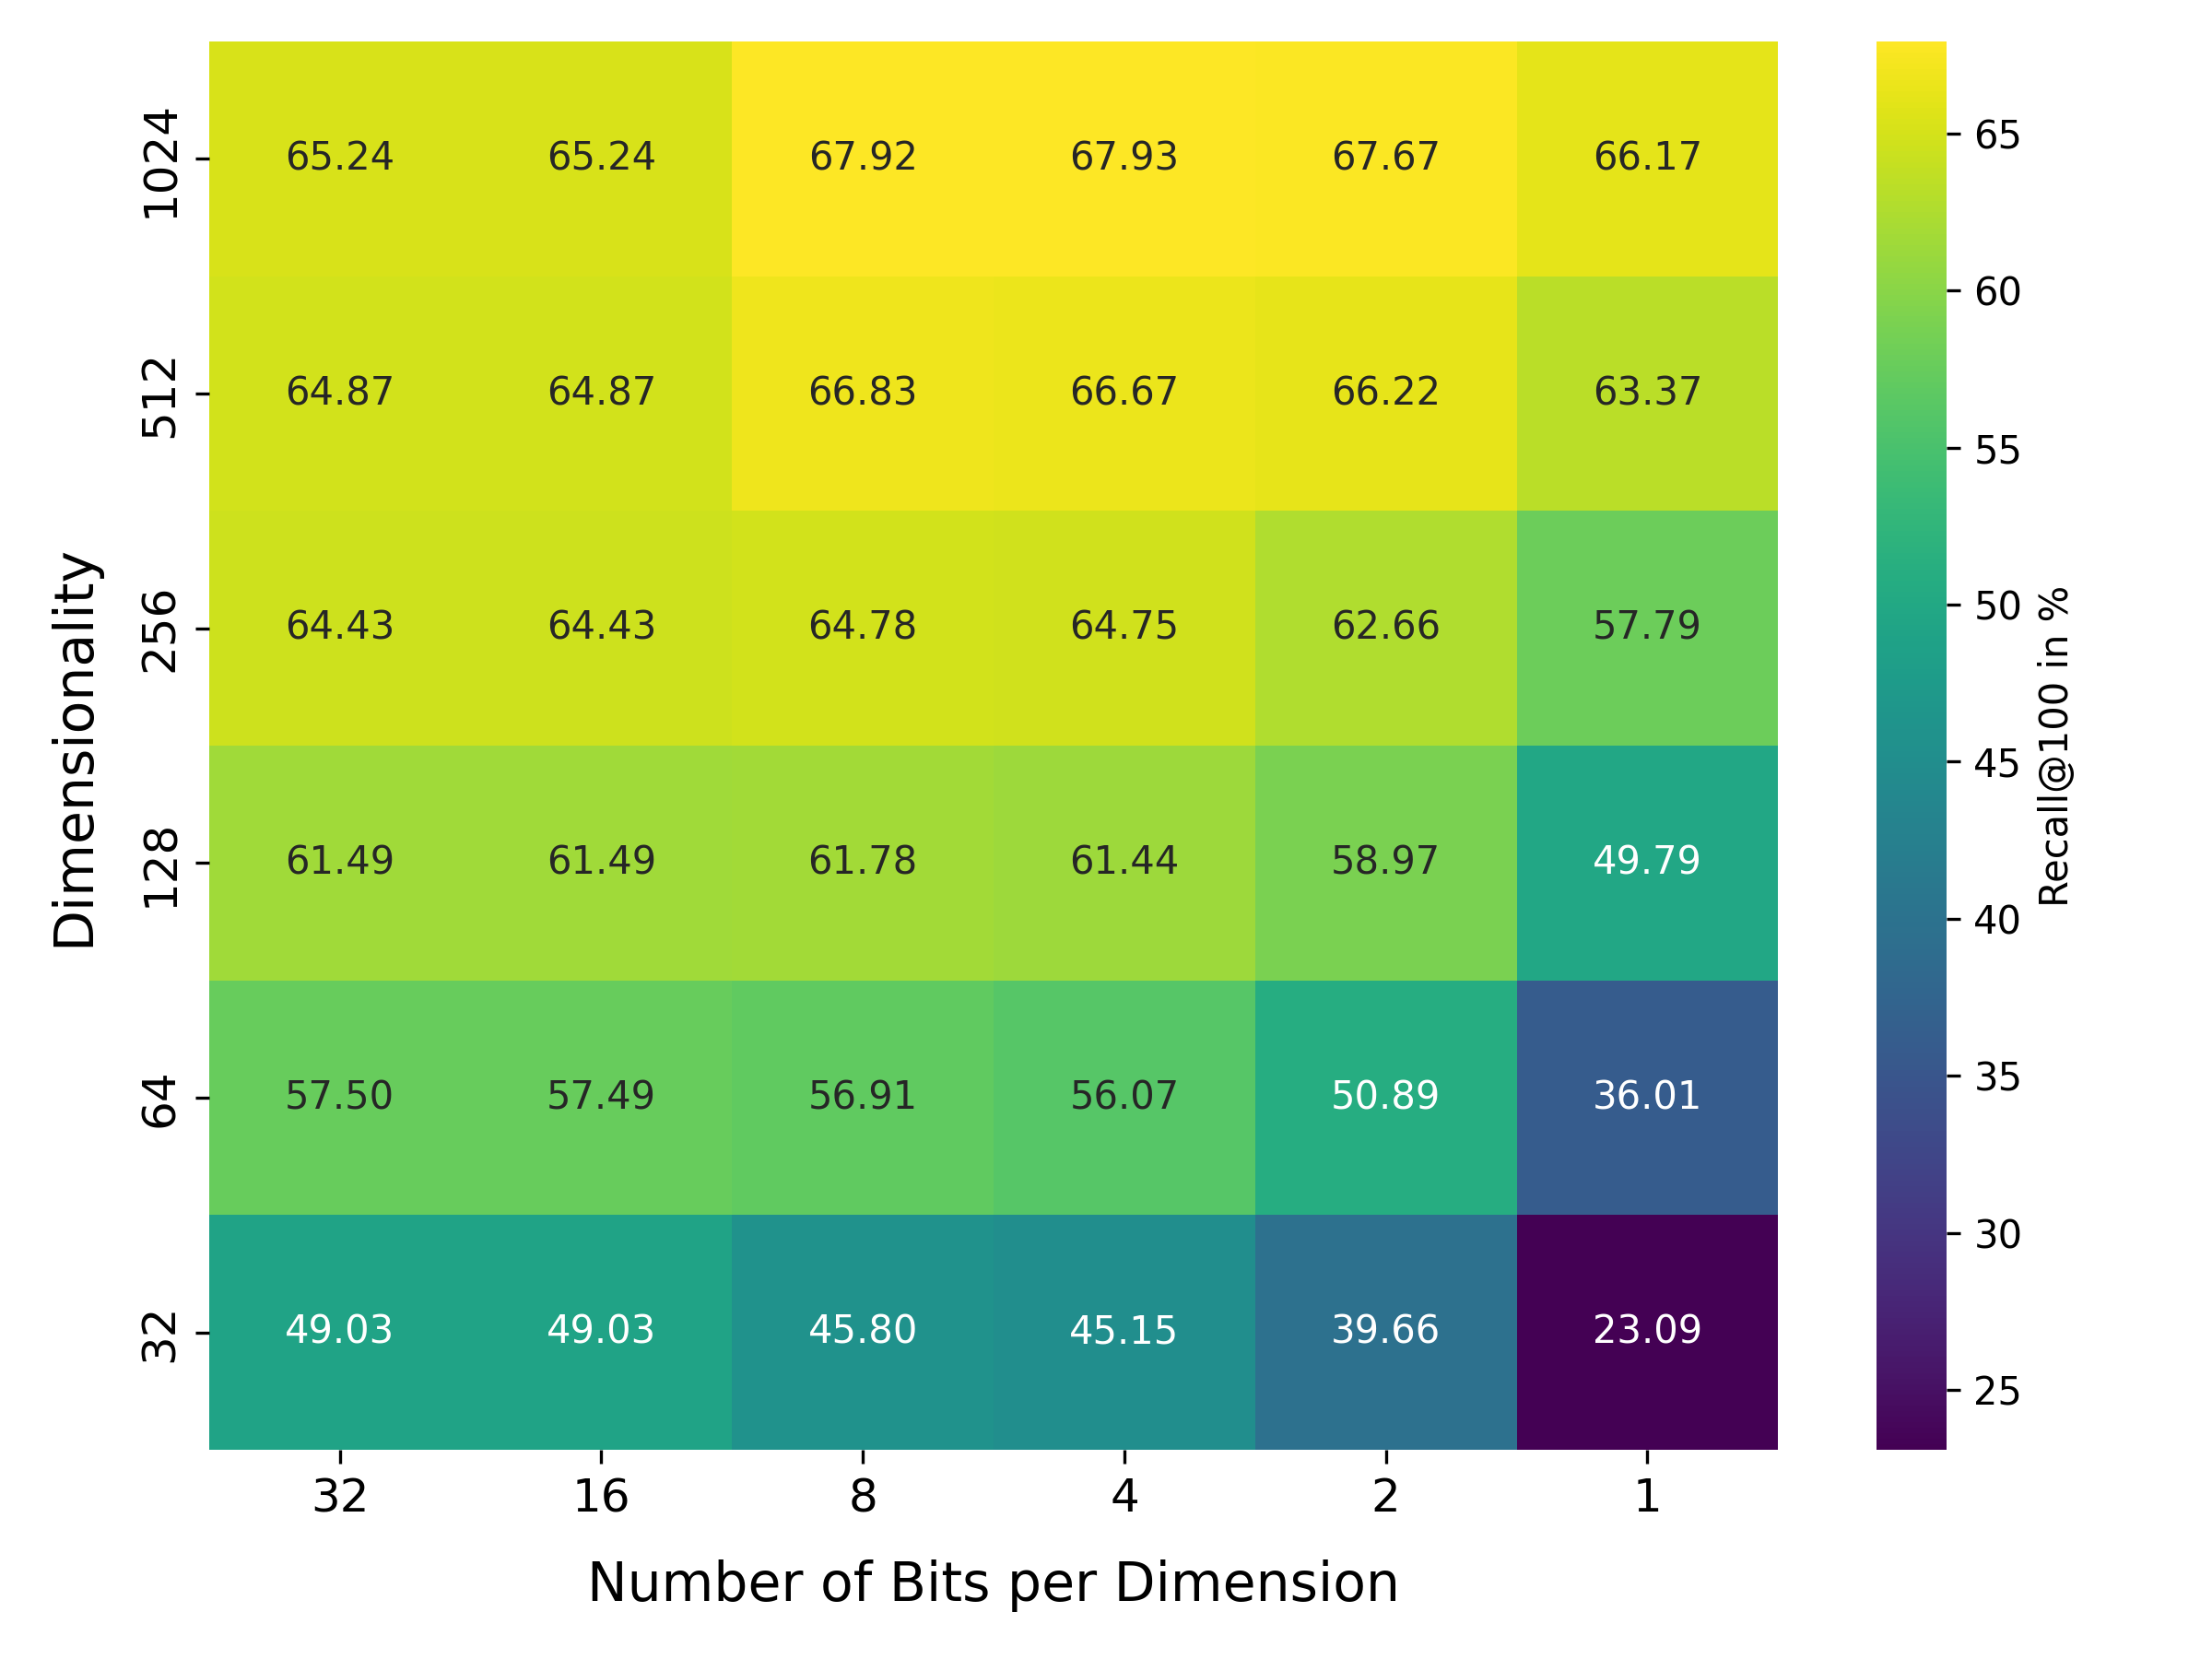 1024
65.24 65.24 67.92 67.93 67.67 66.17
512
64.87 64.87 66.83 66.67 66.22 63.37
256
64.43 64.43 64.78 64.75 62.66 57.79
128
61.49 61.49 61.78 61.44 58.97 49.79
64
57.50 57.49 56.91 56.07 50.89 36.01
32
49.03 49.03 45.80 45.15 39.66 23.09
Dimensionality
32 16 8 4 2 1
Number of Bits per Dimension
65
60
55
50
45
40
35
30
25
Recall@100 in %